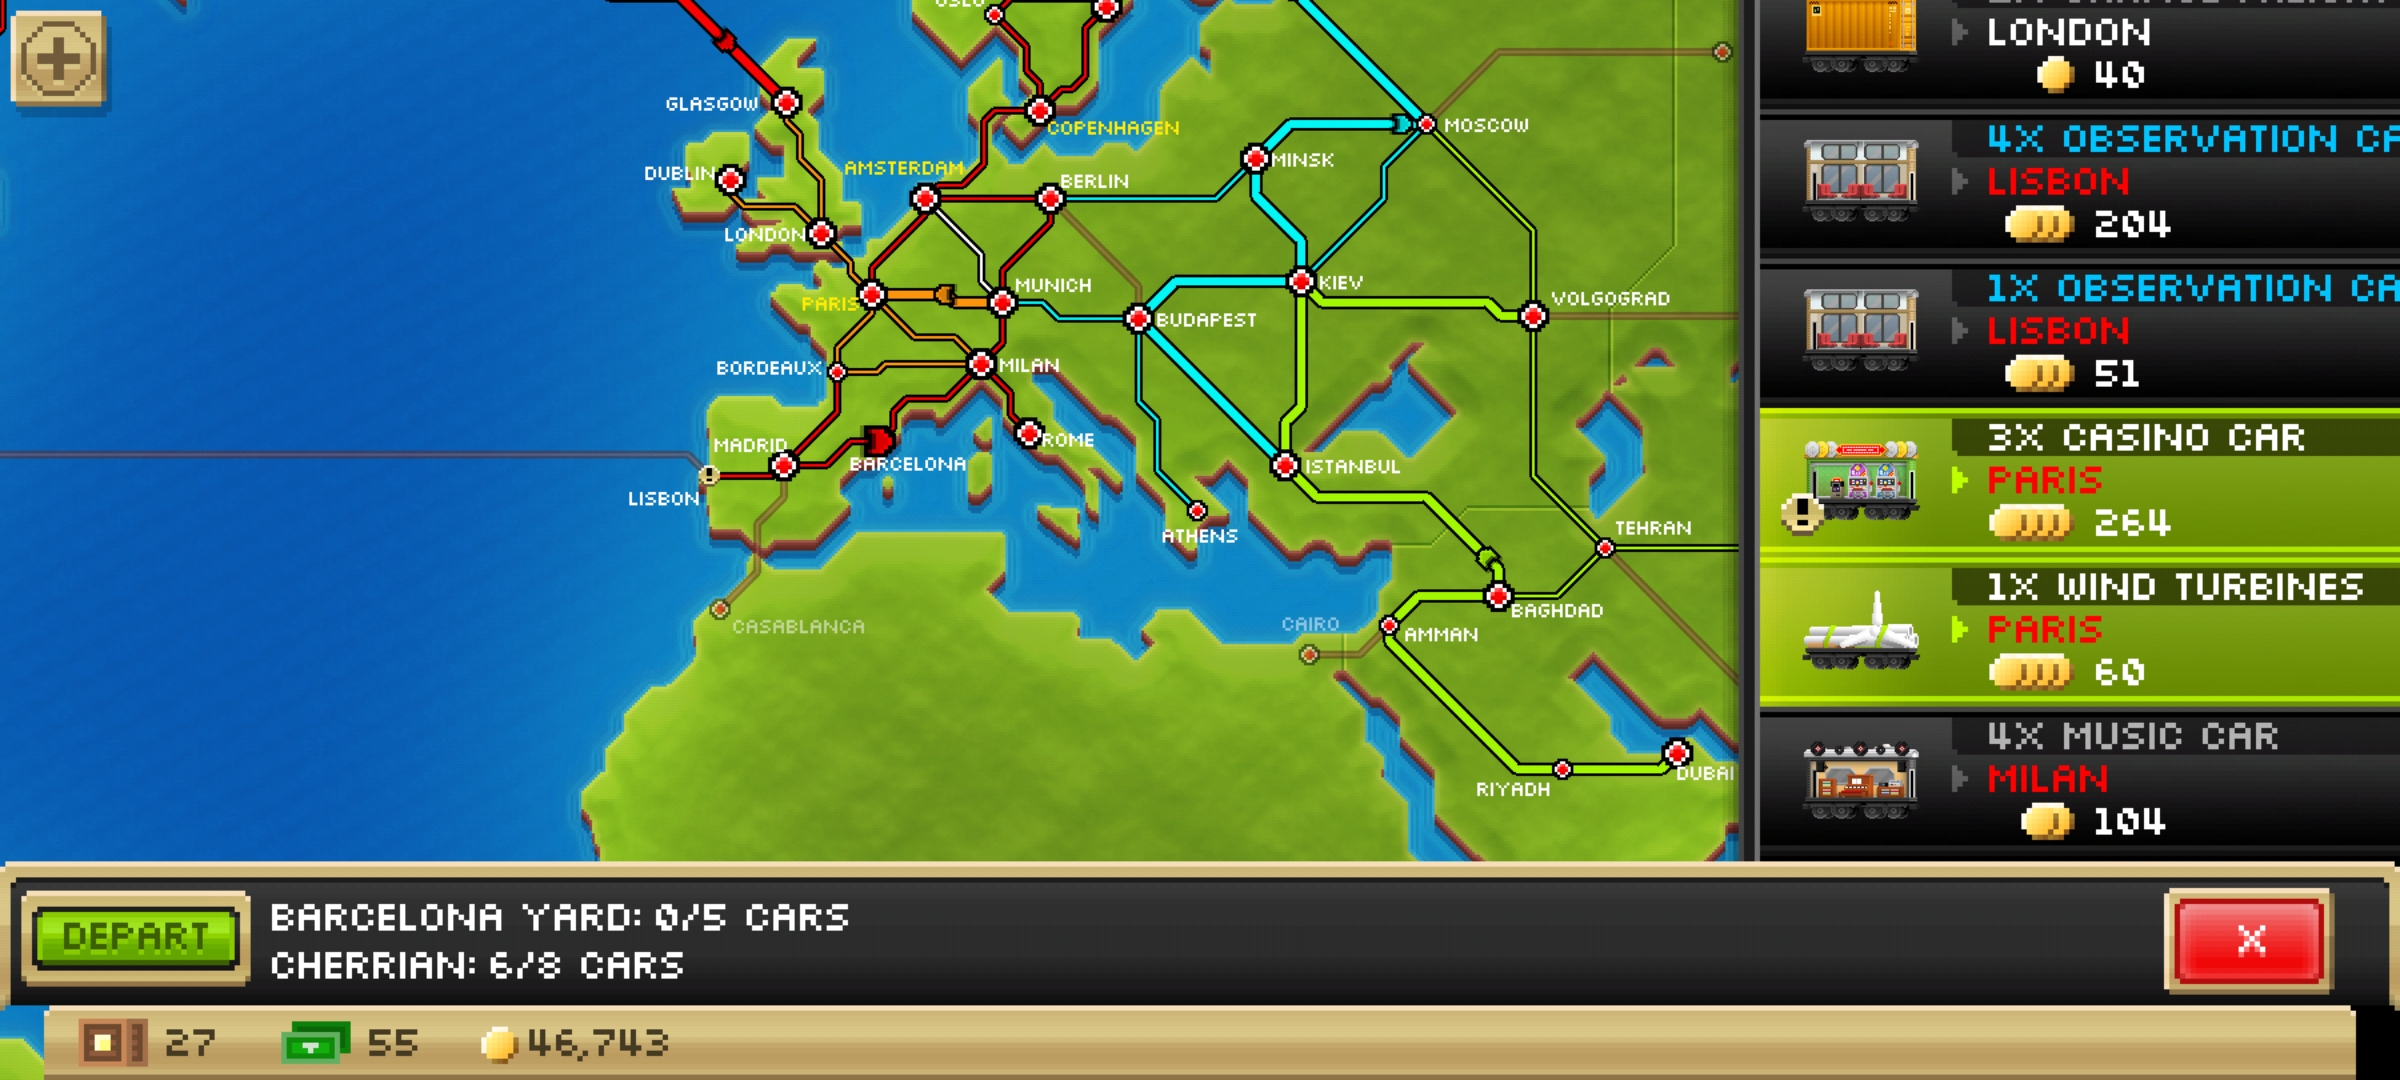 OSLO
GLASGOW
COPENHAGEN
MOSCOW
DUBLIN
AMSTERDAM
BERLIN
MINSK
LONDON
PARIS
MUNICH
KIEV
VOLGOGRAD
BUDAPEST
BORDEAUX
MILAN
MADRID
BARCELONA
ROME
ISTANBUL
LISBON
ATHENS
TEHRAN
CASABLANCA
CAIRO
AMMAN
BAGHDAD
RIYADH
DUBAI
LONDON
40
4X OBSERVATION CA
LISBON
204
1X OBSERVATION CA
LISBON
51
3X CASINO CAR
PARIS
264
1X WIND TURBINES
PARIS
60
4X MUSIC CAR
MILAN
104
DEPART
BARCELONA YARD: 0/5 CARS
CHERRIAN: 6/8 CARS
X
27
55
46,743